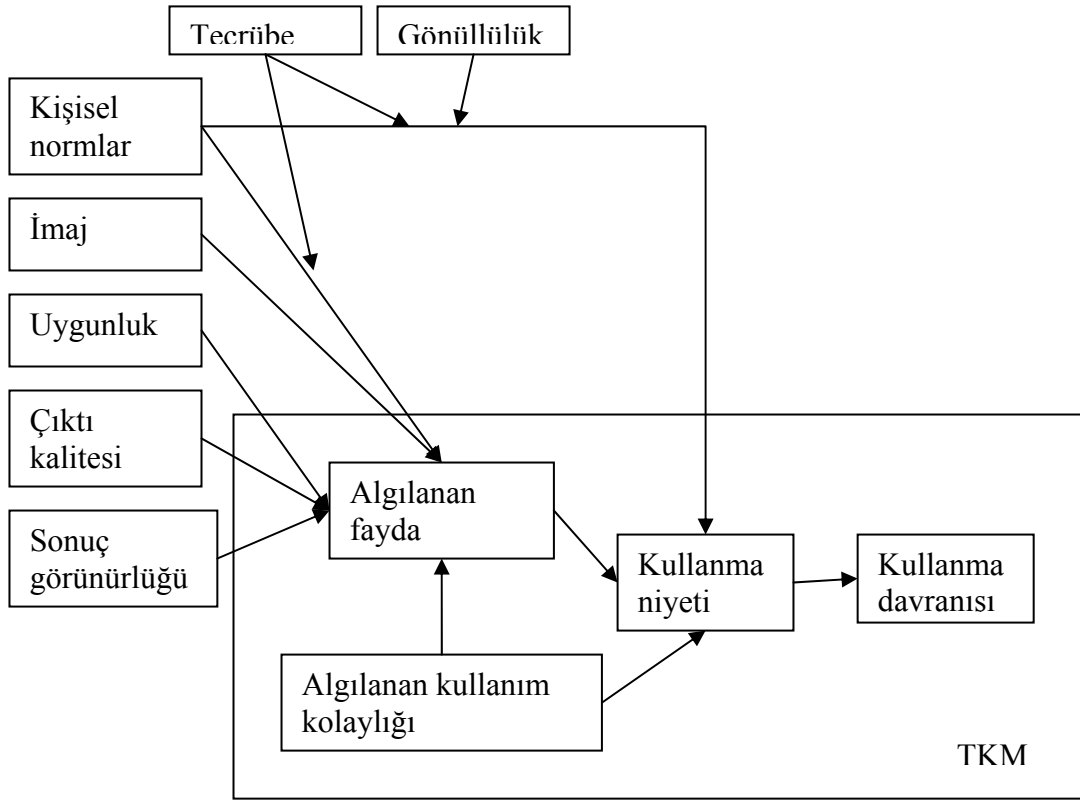 Tecrübe
Gönüllülük
Kişisel
normlar
İmaj
Uygunluk
Çıktı
kalitesi
Sonuç
görünürlüğü
Algılanan
fayda
Kullanma
niyeti
Kullanma
davranısı
Algılanan kullanım
kolaylığı
TKM